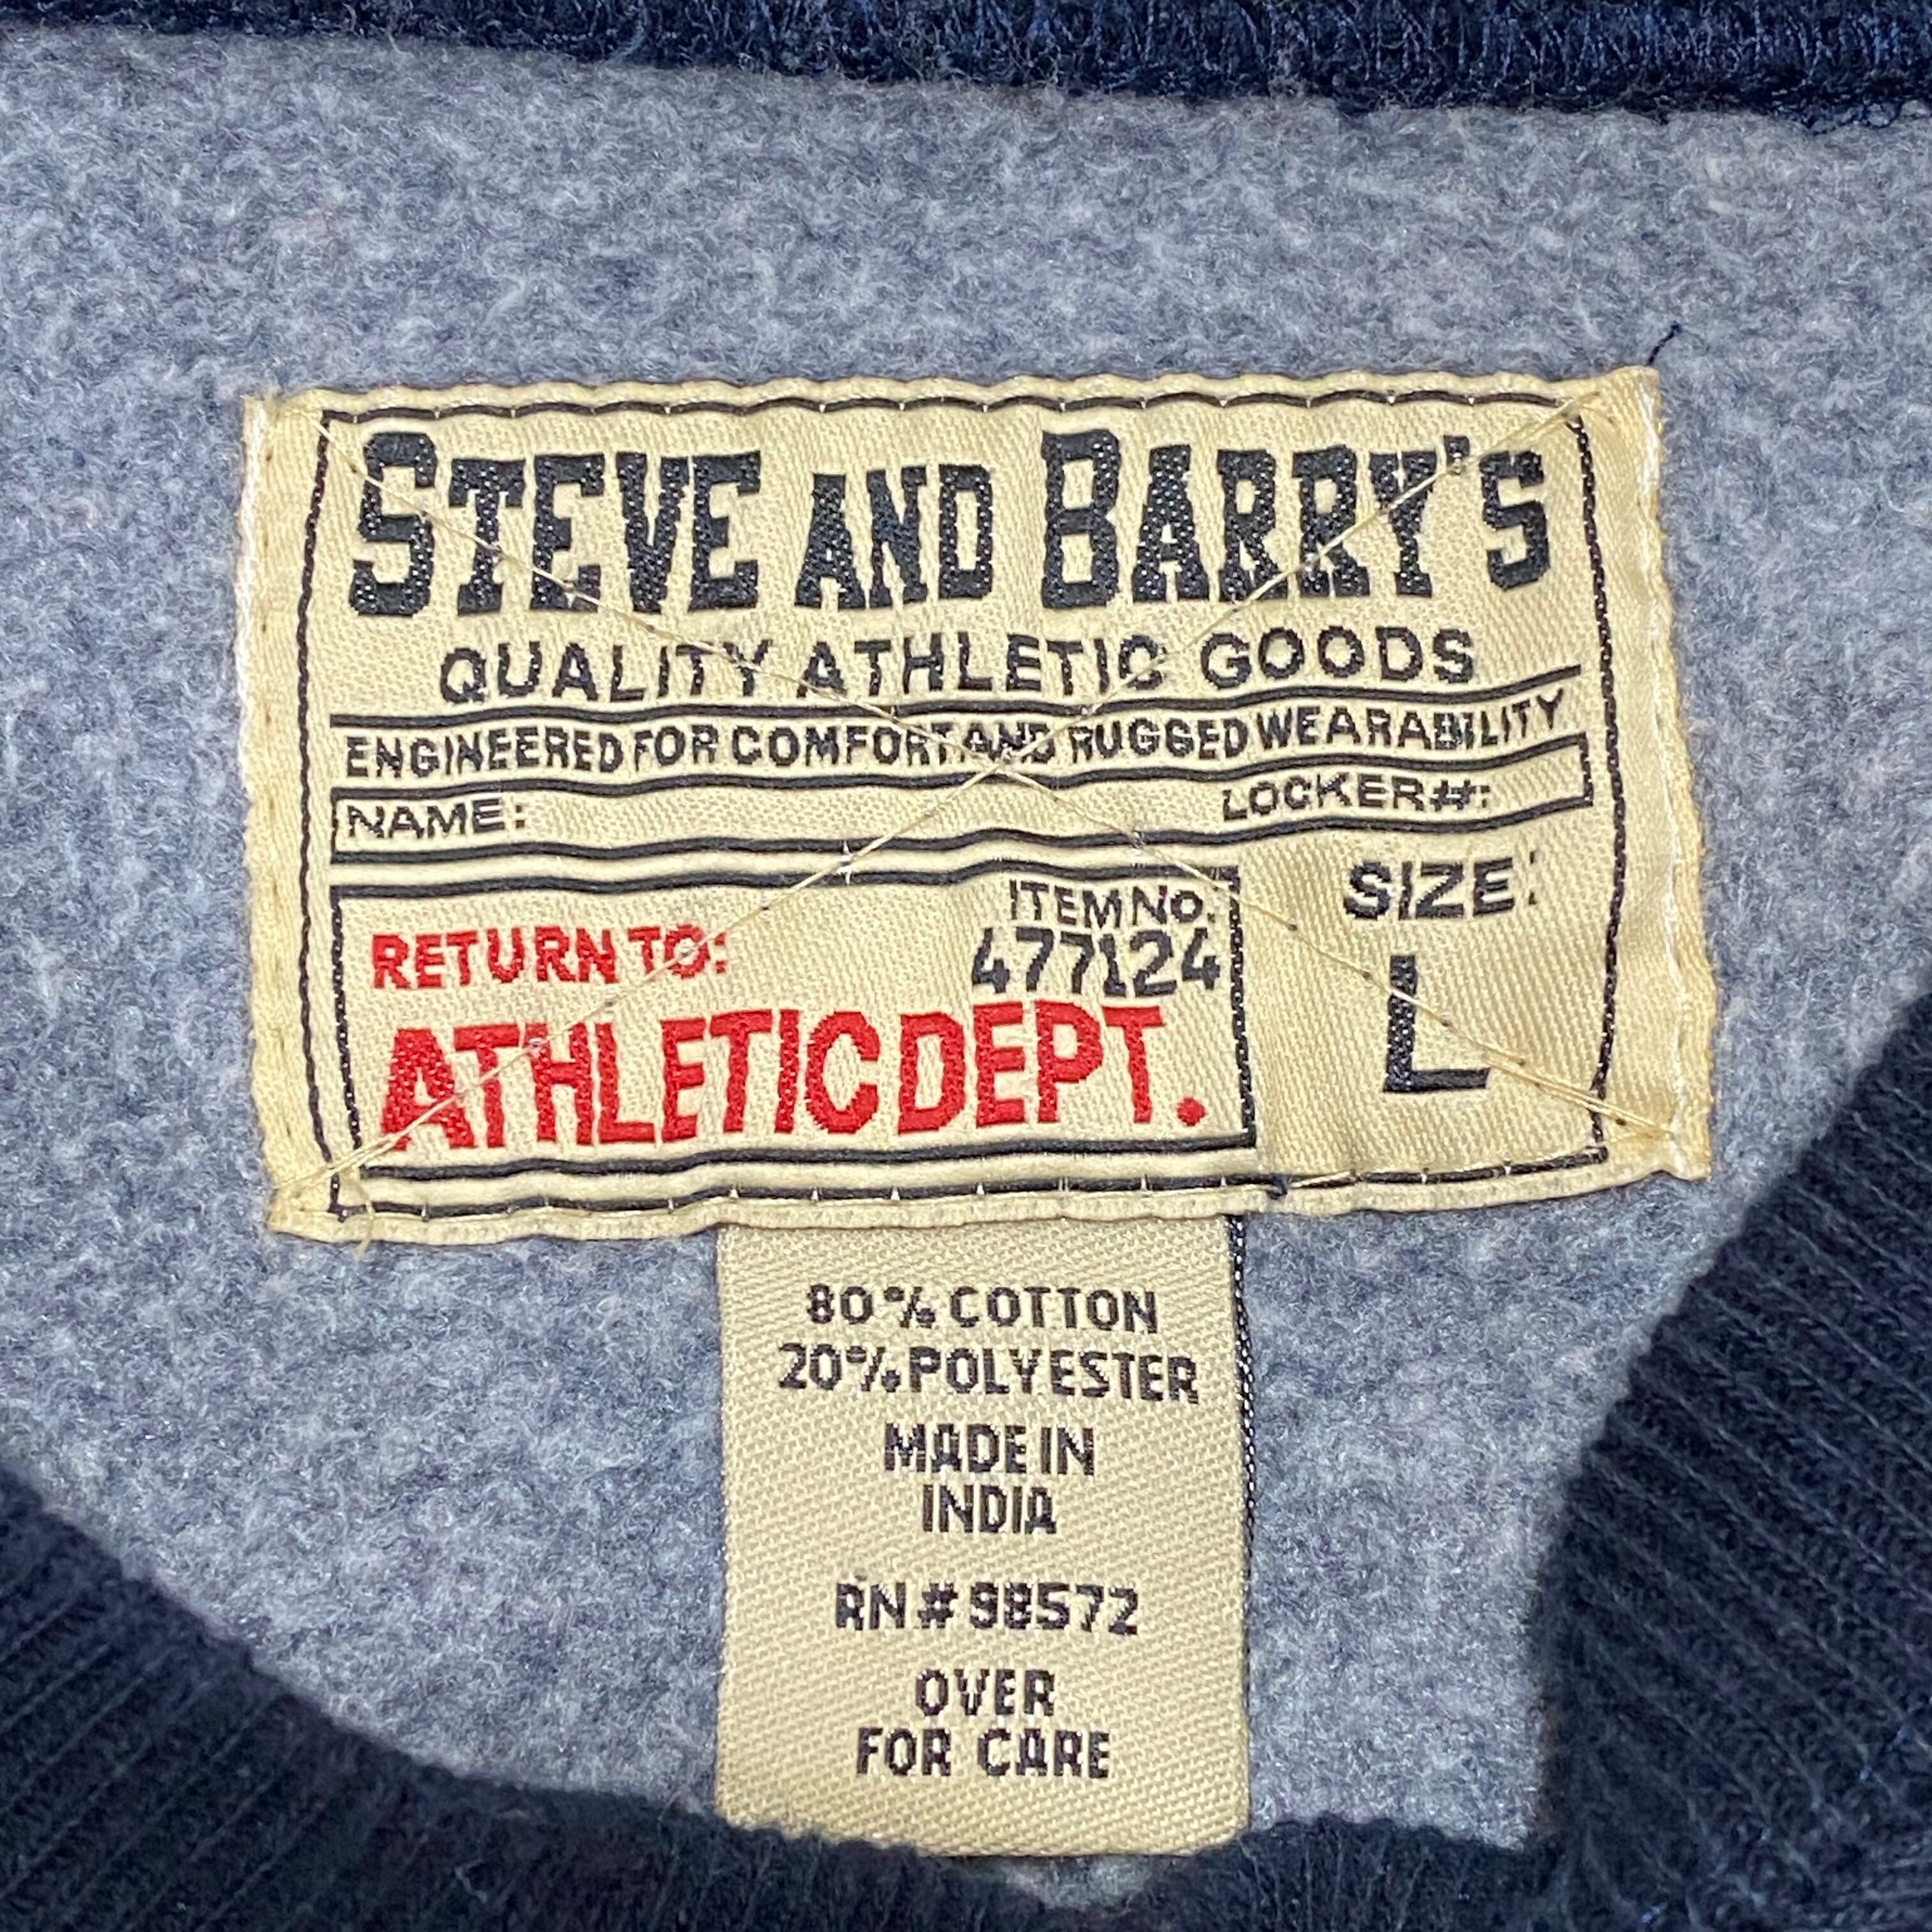 STEVE AND BARRY'S
QUALITY ATHLETIC GOODS
ENGINEERED FOR COMFORT AND RUGGED WEARABILITY
NAME: LOCKER#:
ITEM NO.
RETURN TO: 477124
ATHLETIC DEPT.
SIZE:
L
80% COTTON
20% POLYESTER
MADE IN
INDIA
RN # 98572
OVER
FOR CARE